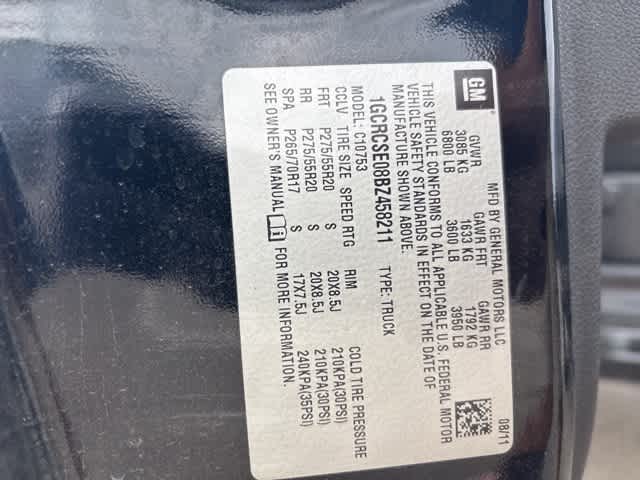 GM
MFD BY GENERAL MOTORS LLC 08/11
GVWR GAWR FRT GAWR RR
3085 KG 1633 KG 1792 KG
6800 LB 3600 LB 3950 LB
THIS VEHICLE CONFORMS TO ALL APPLICABLE U.S. FEDERAL MOTOR
VEHICLE SAFETY STANDARDS IN EFFECT ON THE DATE OF
MANUFACTURE SHOWN ABOVE.
1GCRCSE08BZ458211 TYPE: TRUCK
MODEL: C10753
CCLV TIRE SIZE SPEED RTG RIM COLD TIRE PRESSURE
FRT P275/55R20 S 20X8.5J 210KPA(30PSI)
RR P275/55R20 S 20X8.5J 210KPA(30PSI)
SPA P265/70R17 S 17X7.5J 240KPA(35PSI)
SEE OWNER'S MANUAL i FOR MORE INFORMATION.